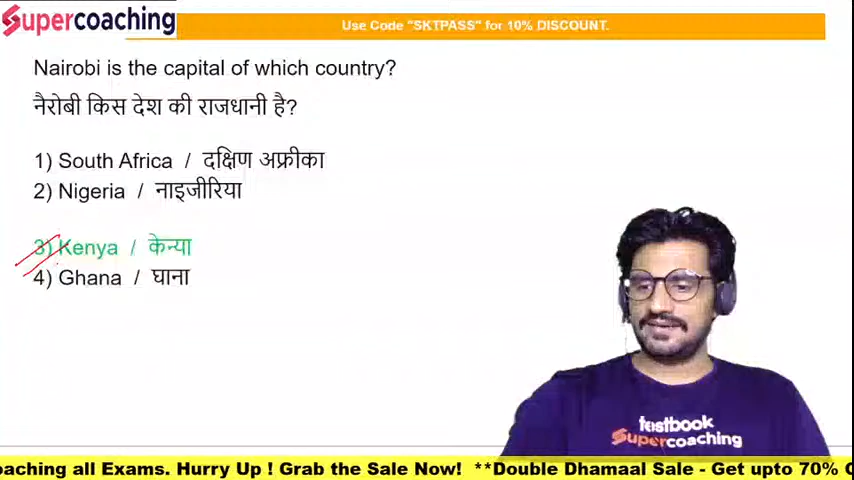 Supercoaching
Use Code "SKTPASS" for 10% DISCOUNT.
Nairobi is the capital of which country?
नैरोबी किस देश की राजधानी है?
1) South Africa / दक्षिण अफ्रीका
2) Nigeria / नाइजीरिया
3) Kenya / केन्या
4) Ghana / घाना
testbook
Supercoaching
oaching all Exams. Hurry Up ! Grab the Sale Now! **Double Dhamaal Sale - Get upto 70%